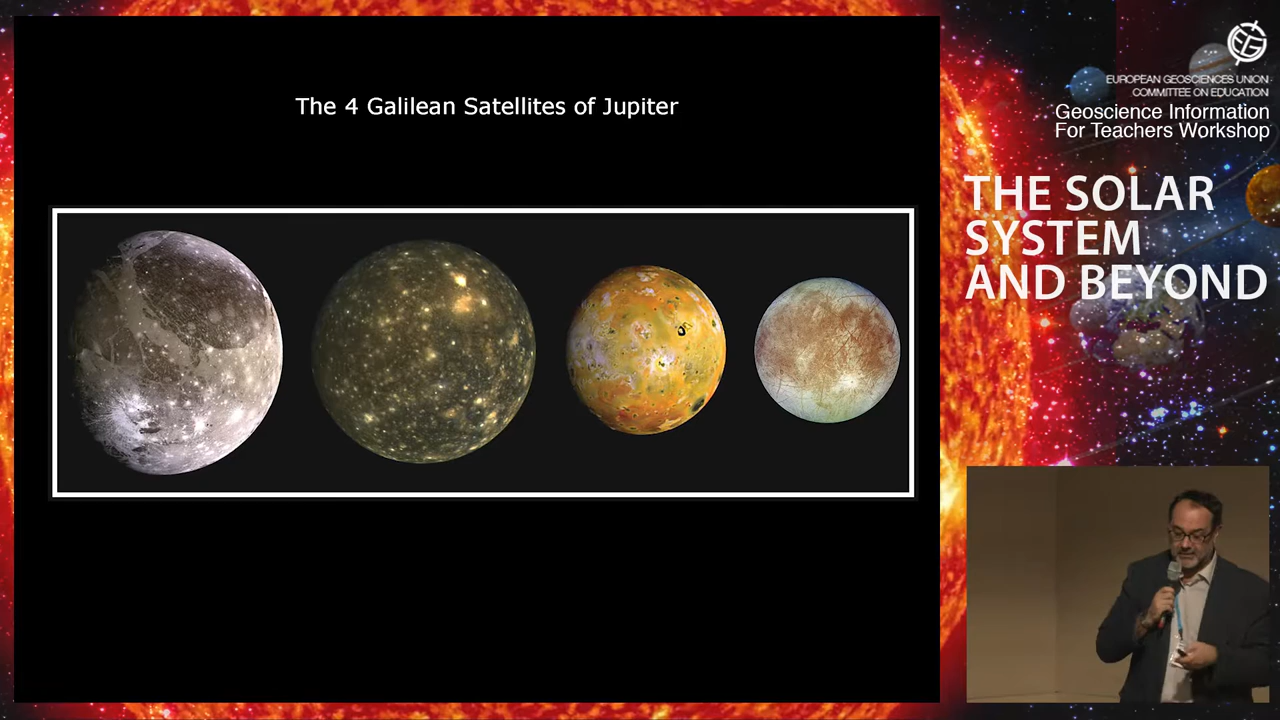 The 4 Galilean Satellites of Jupiter
EUROPEAN GEOSCIENCES UNION
COMMITTEE ON EDUCATION
Geoscience Information
For Teachers Workshop
THE SOLAR
SYSTEM
AND BEYOND